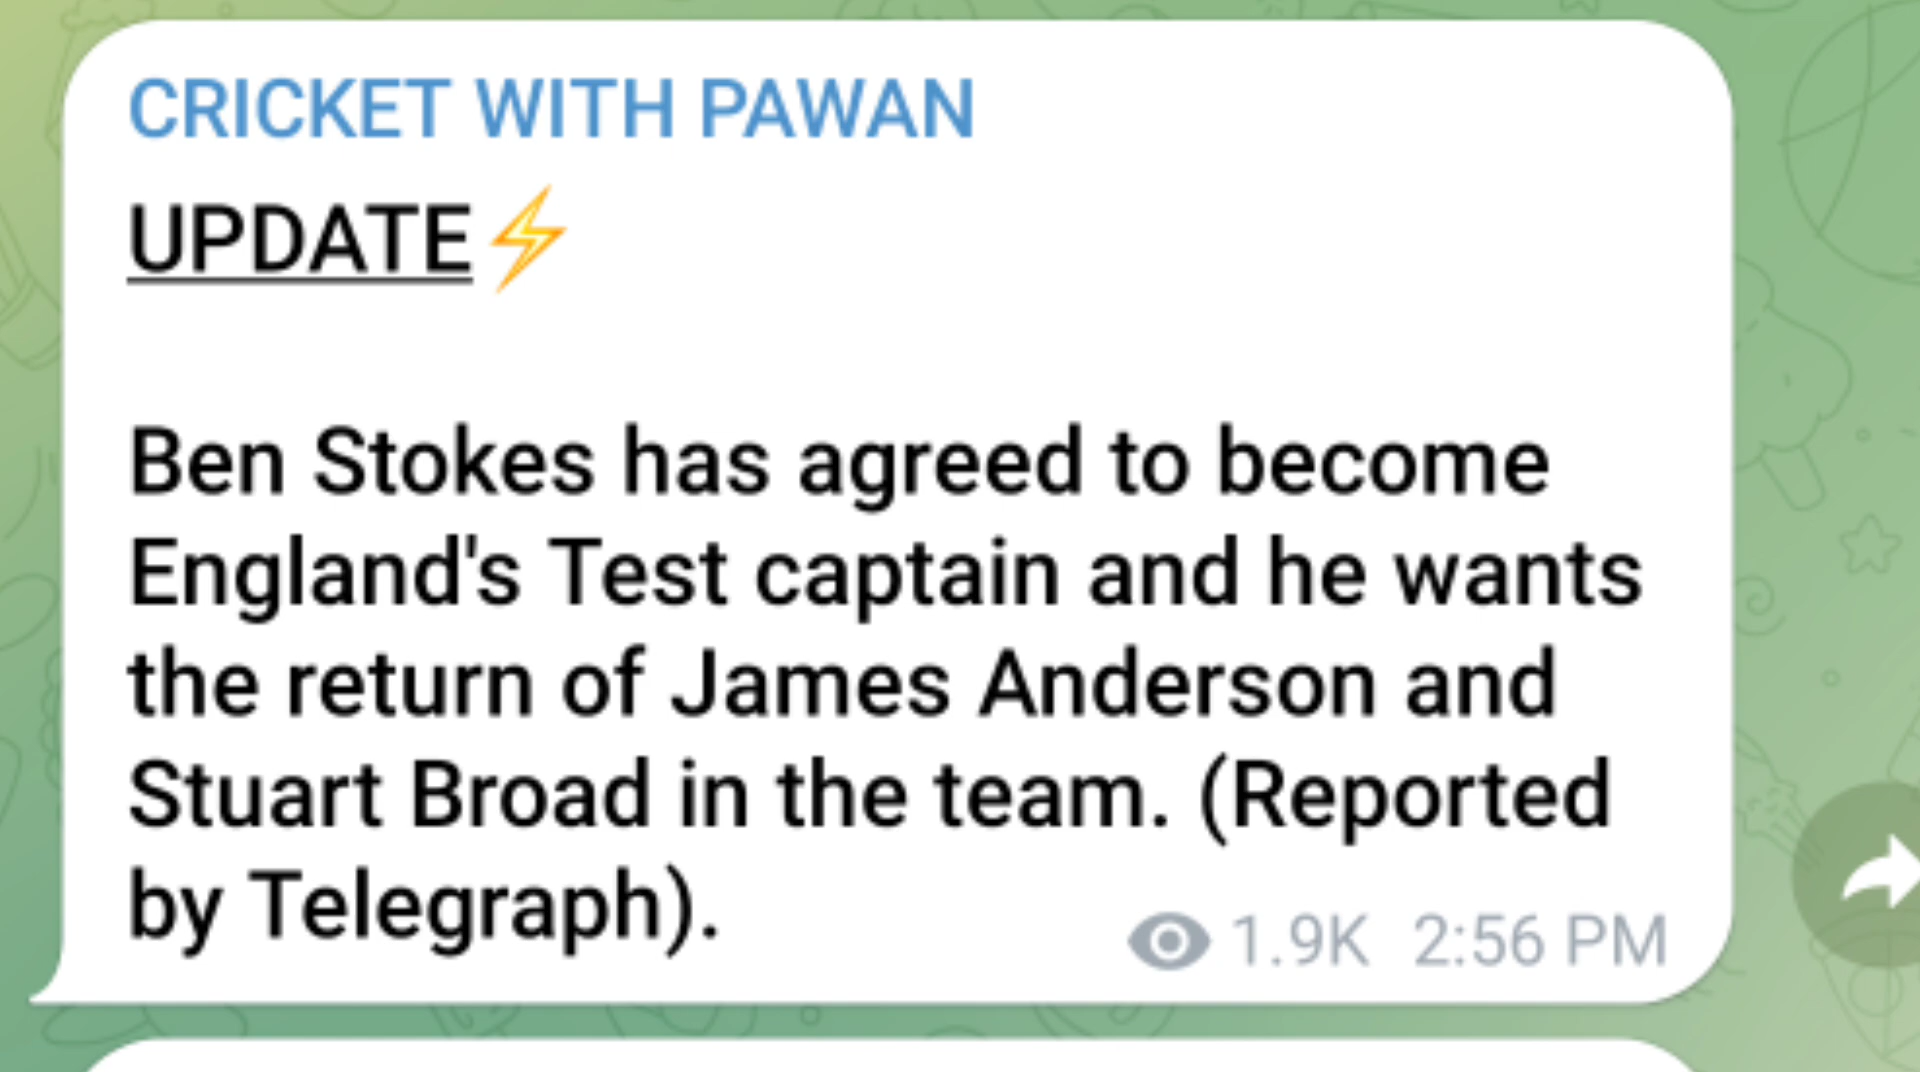 CRICKET WITH PAWAN
UPDATE⚡
Ben Stokes has agreed to become
England's Test captain and he wants
the return of James Anderson and
Stuart Broad in the team. (Reported
by Telegraph).
1.9K 2:56 PM